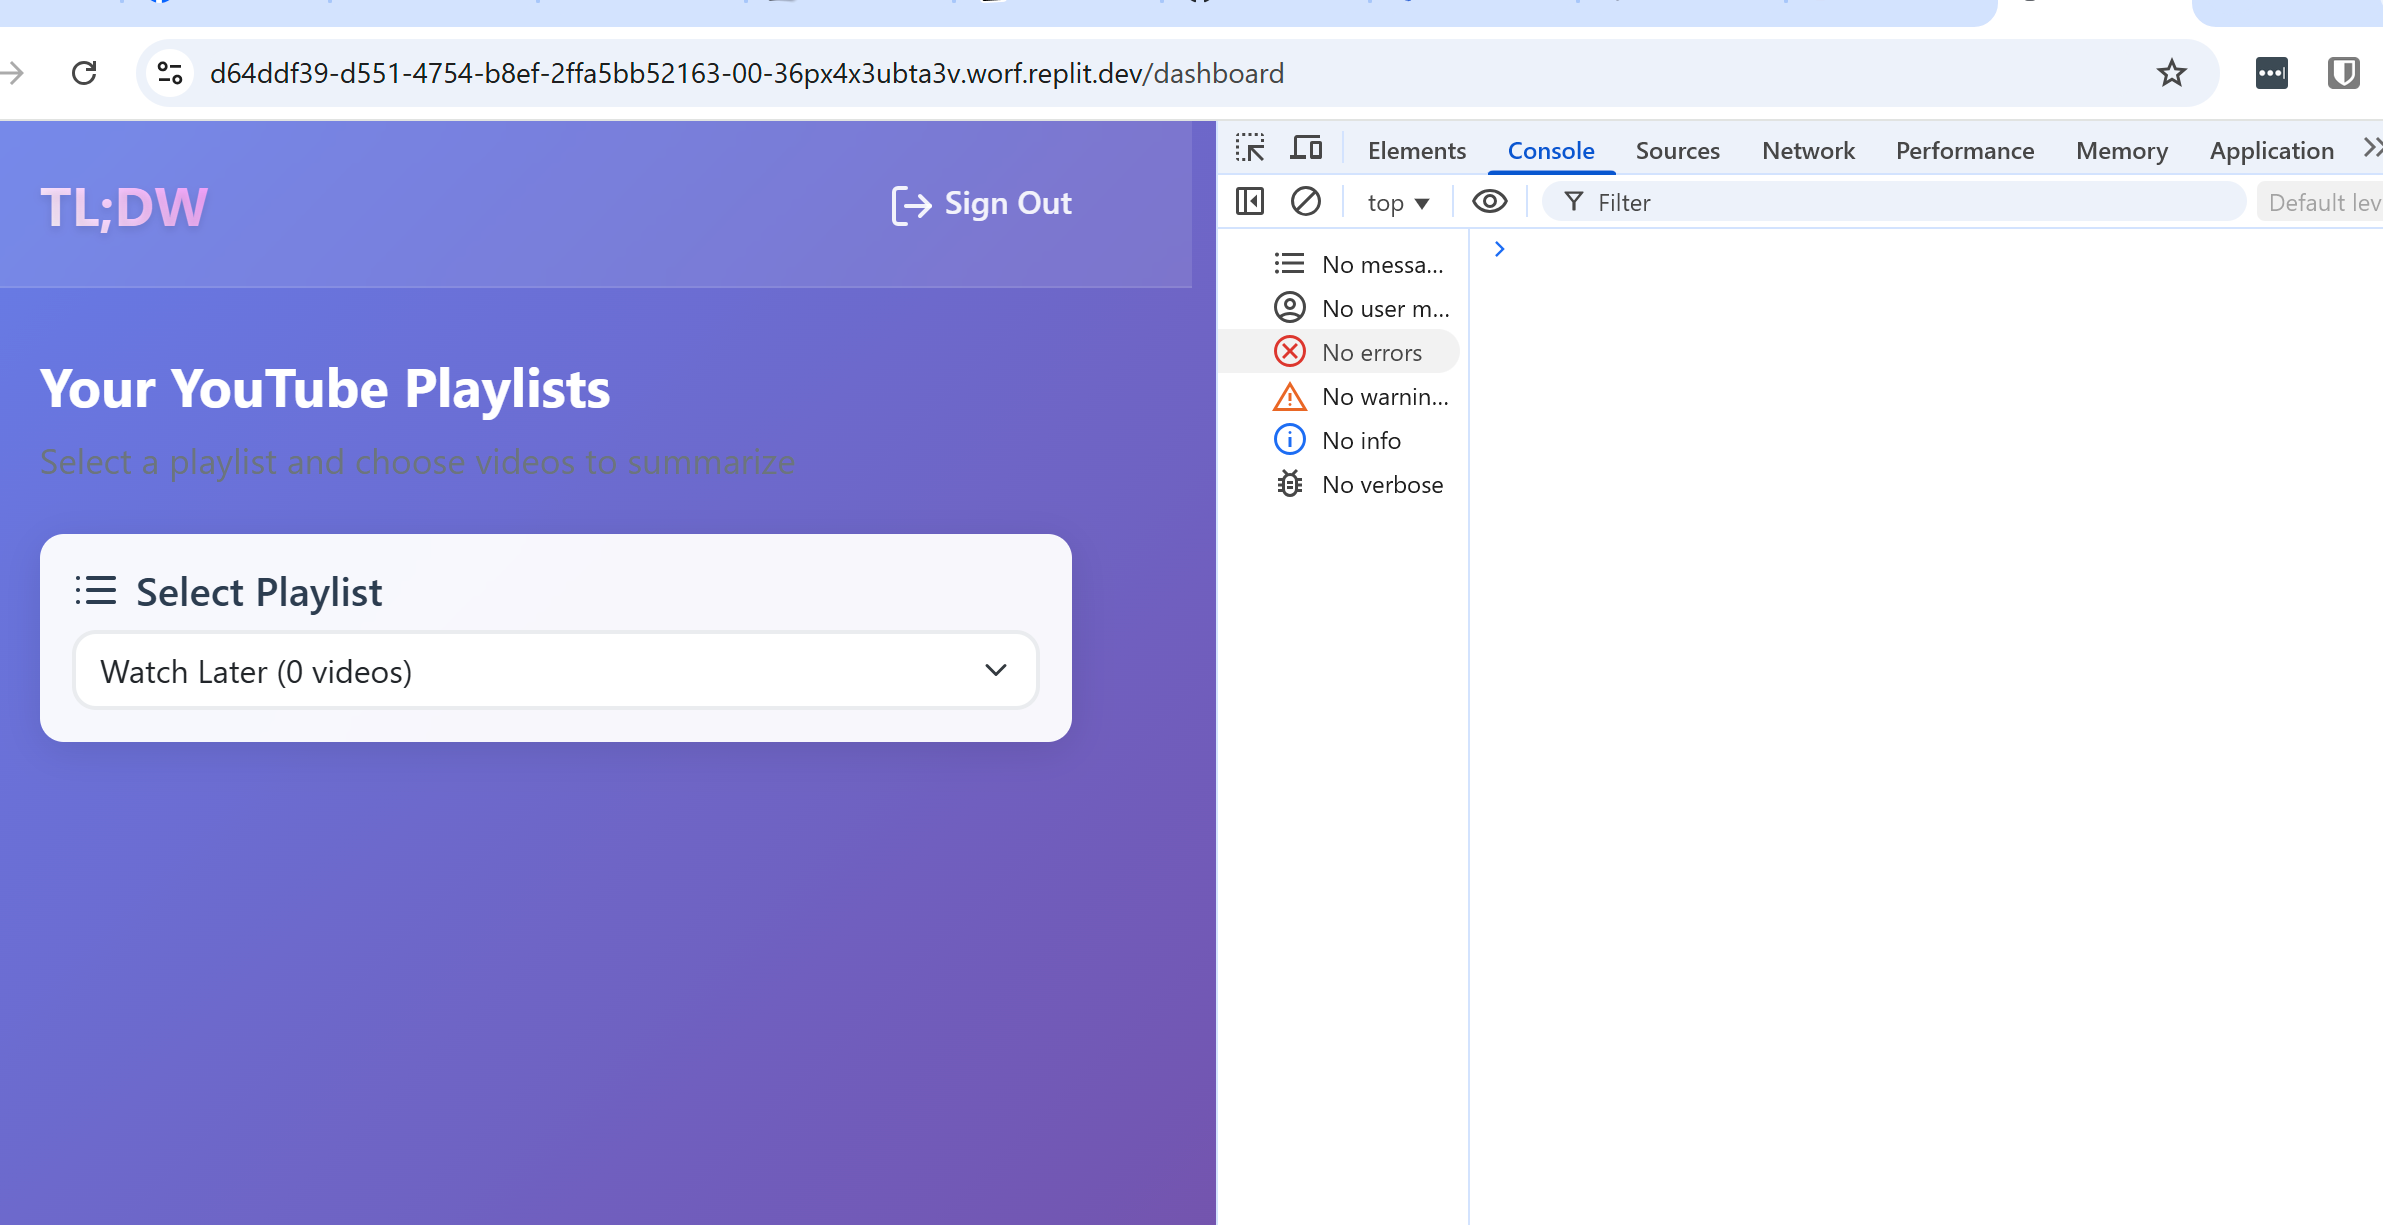 d64ddf39-d551-4754-b8ef-2ffa5bb52163-00-36px4x3ubta3v.worf.replit.dev/dashboard
TL;DW
Sign Out
Your YouTube Playlists
Select a playlist and choose videos to summarize
Select Playlist
Watch Later (0 videos)
Elements Console Sources Network Performance Memory Application
top Filter Default lev
No messa...
No user m...
No errors
No warnin...
No info
No verbose